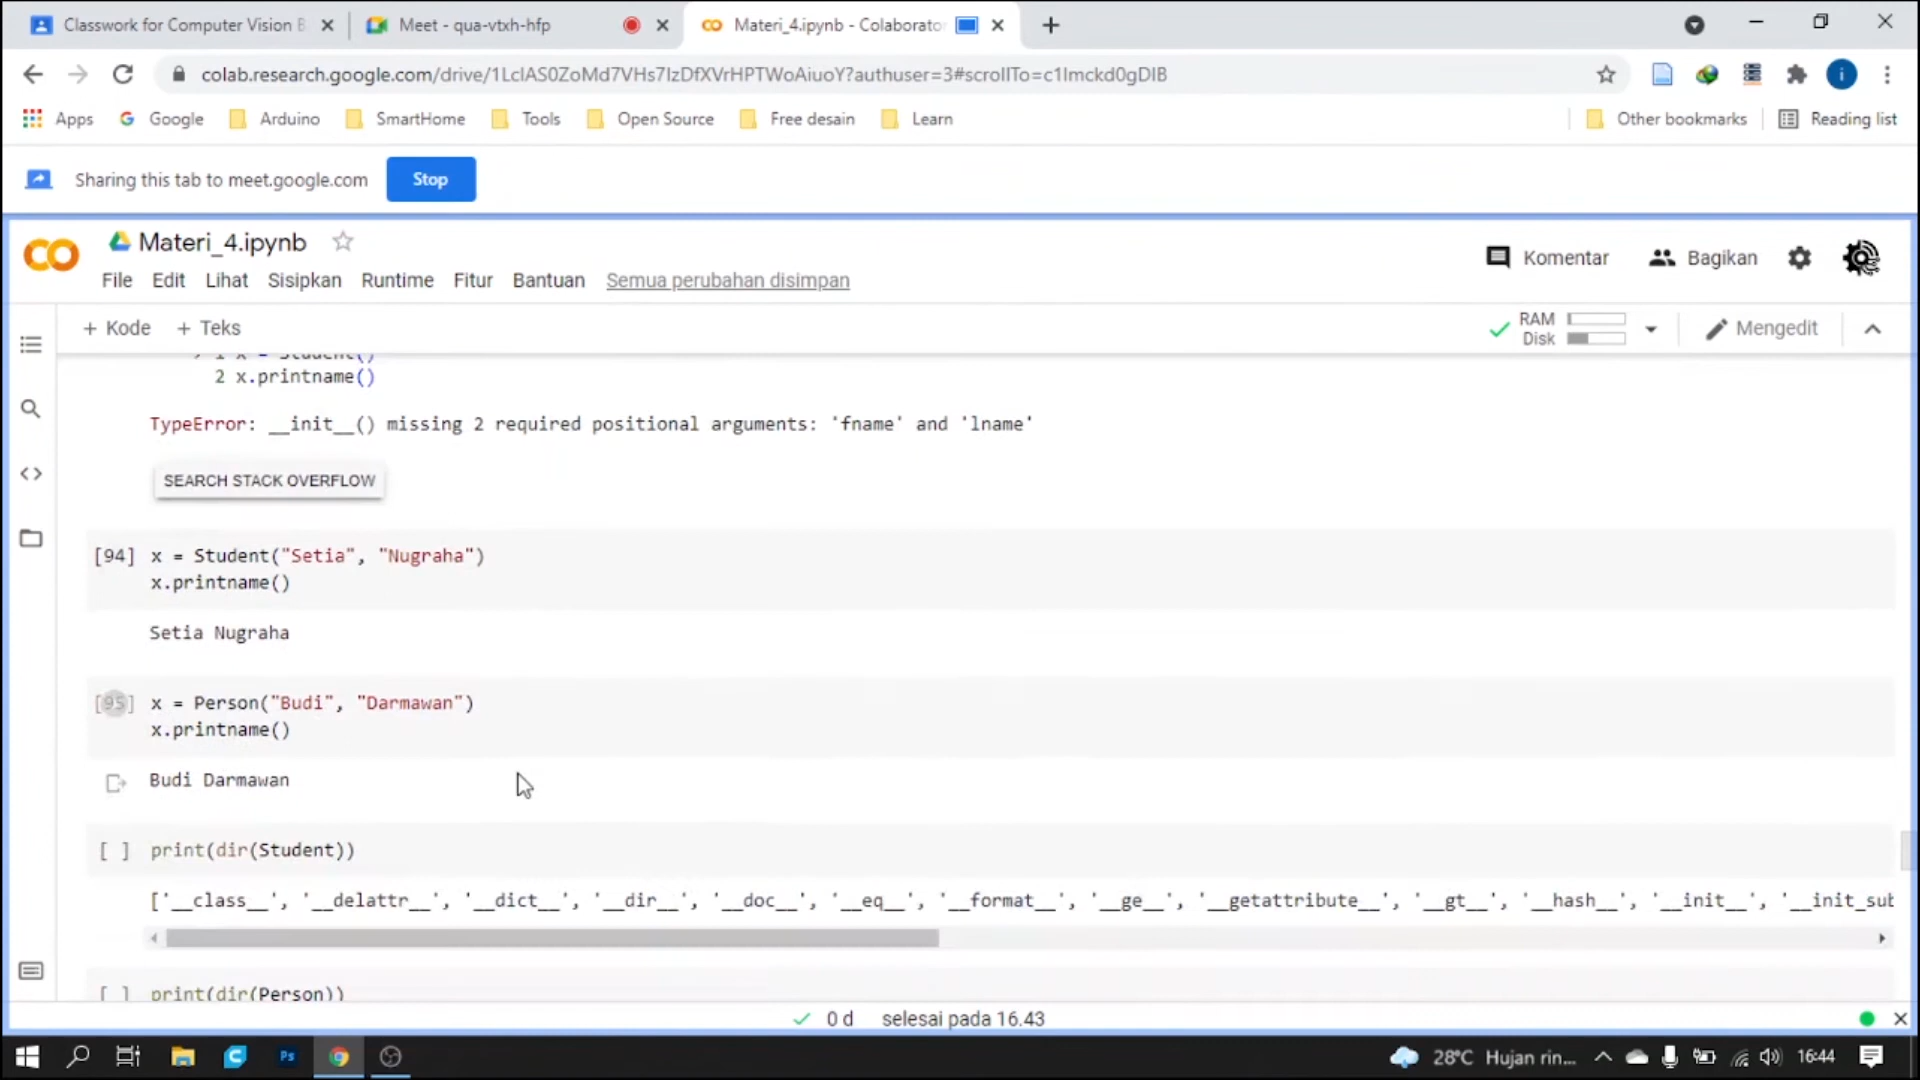 Classwork for Computer Vision B
Meet - qua-vtxh-hfp
Materi_4.ipynb - Colaborator
colab.research.google.com/drive/1LclAS0ZoMd7VHs7IzDfXVrHPTWoAiuoY?authuser=3#scrollTo=c1Imckd0gDIB
Apps Google Arduino SmartHome Tools Open Source Free desain Learn Other bookmarks Reading list
Sharing this tab to meet.google.com Stop
Materi_4.ipynb
Komentar Bagikan
File Edit Lihat Sisipkan Runtime Fitur Bantuan Semua perubahan disimpan
+ Kode + Teks RAM Disk Mengedit
1 x = Student()
2 x.printname()
TypeError: __init__() missing 2 required positional arguments: 'fname' and 'lname'
SEARCH STACK OVERFLOW
[94] x = Student("Setia", "Nugraha")
x.printname()
Setia Nugraha
[95] x = Person("Budi", "Darmawan")
x.printname()
Budi Darmawan
[ ] print(dir(Student))
['__class__', '__delattr__', '__dict__', '__dir__', '__doc__', '__eq__', '__format__', '__ge__', '__getattribute__', '__gt__', '__hash__', '__init__', '__init_sub
[ ] print(dir(Person))
0 d selesai pada 16.43
Ps 28°C Hujan rin... 16:44